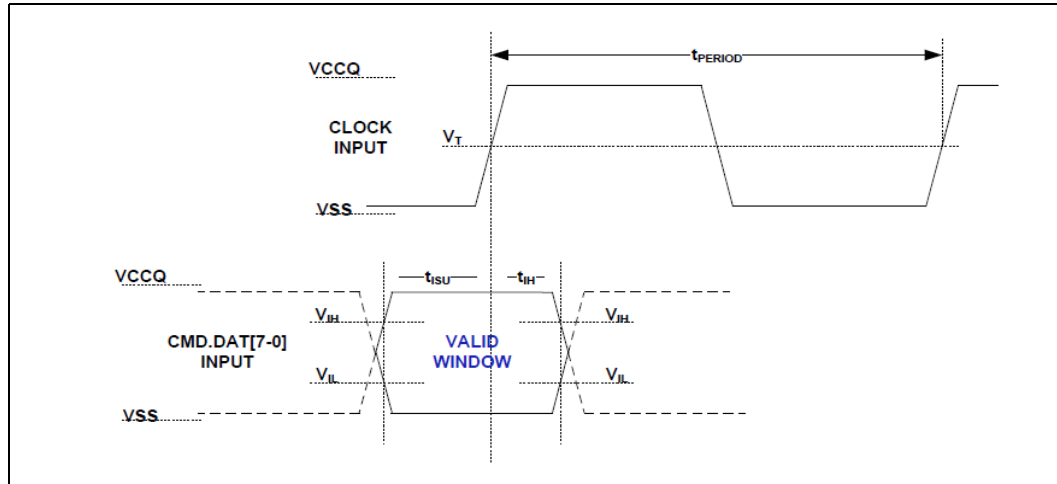 tPERIOD
VCCQ
CLOCK
INPUT
VT
VSS
VCCQ
tISU
tIH
VIH
VIH
CMD.DAT[7-0]
INPUT
VALID
WINDOW
VIL
VIL
VSS